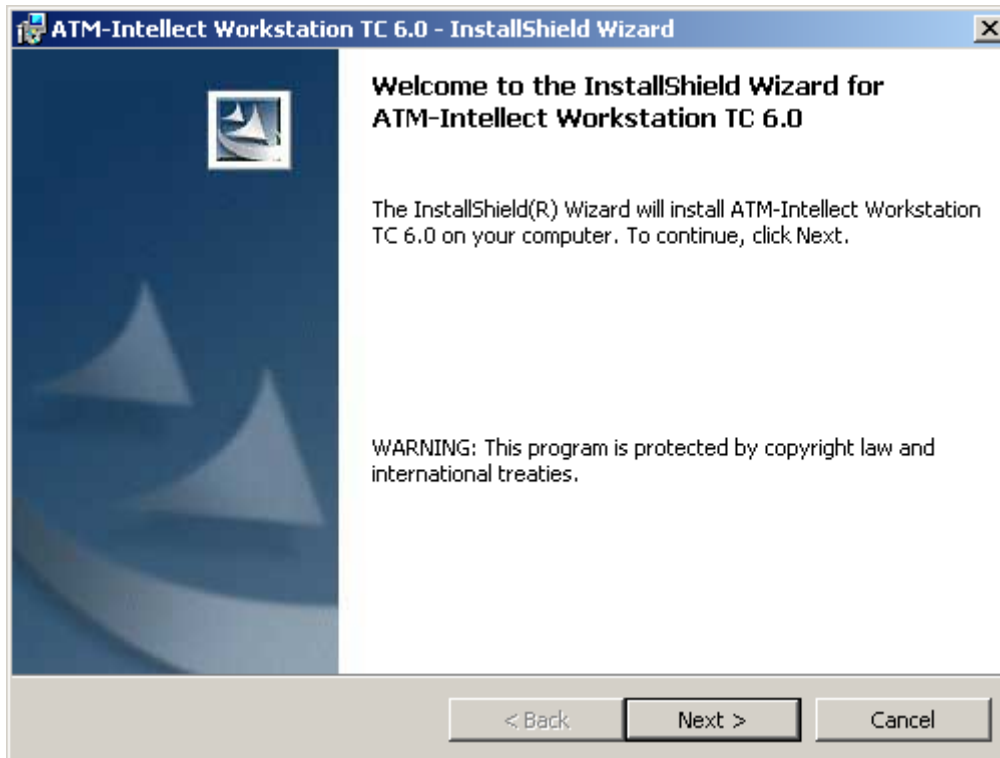 ATM-Intellect Workstation TC 6.0 - InstallShield Wizard
Welcome to the InstallShield Wizard for
ATM-Intellect Workstation TC 6.0
The InstallShield(R) Wizard will install ATM-Intellect Workstation
TC 6.0 on your computer. To continue, click Next.
WARNING: This program is protected by copyright law and
international treaties.
< Back Next > Cancel